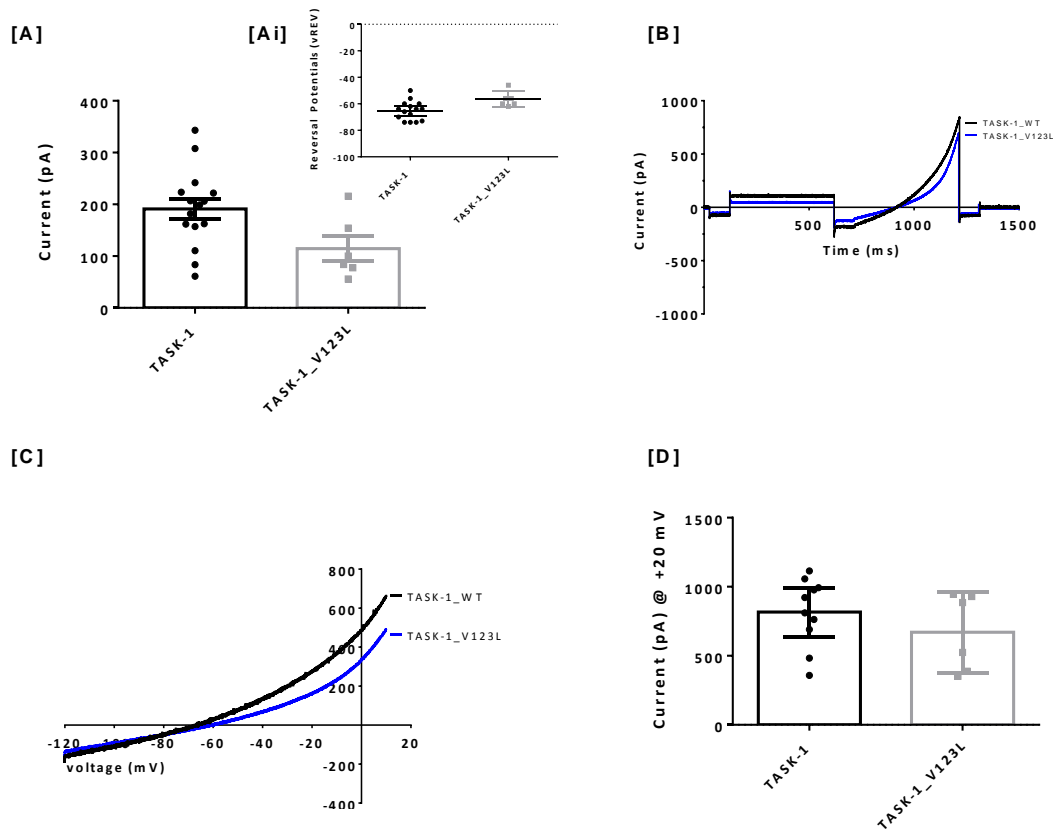 [A]
400
300
200
100
0
Current (pA)
TASK-1
TASK-1_V123L
[Ai]
0
-20
-40
-60
-80
-100
Reversal Potentials (vREV)
TASK-1
TASK-1_V123L
[B]
1000
500
0
-500
-1000
Current (pA)
500
1000
1500
Time (ms)
TASK-1_WT
TASK-1_V123L
[C]
800
600
400
200
-200
-400
-120
-100
-80
-60
-40
-20
20
voltage (mV)
TASK-1_WT
TASK-1_V123L
[D]
1500
1000
500
0
Current (pA) @ +20 mV
TASK-1
TASK-1_V123L